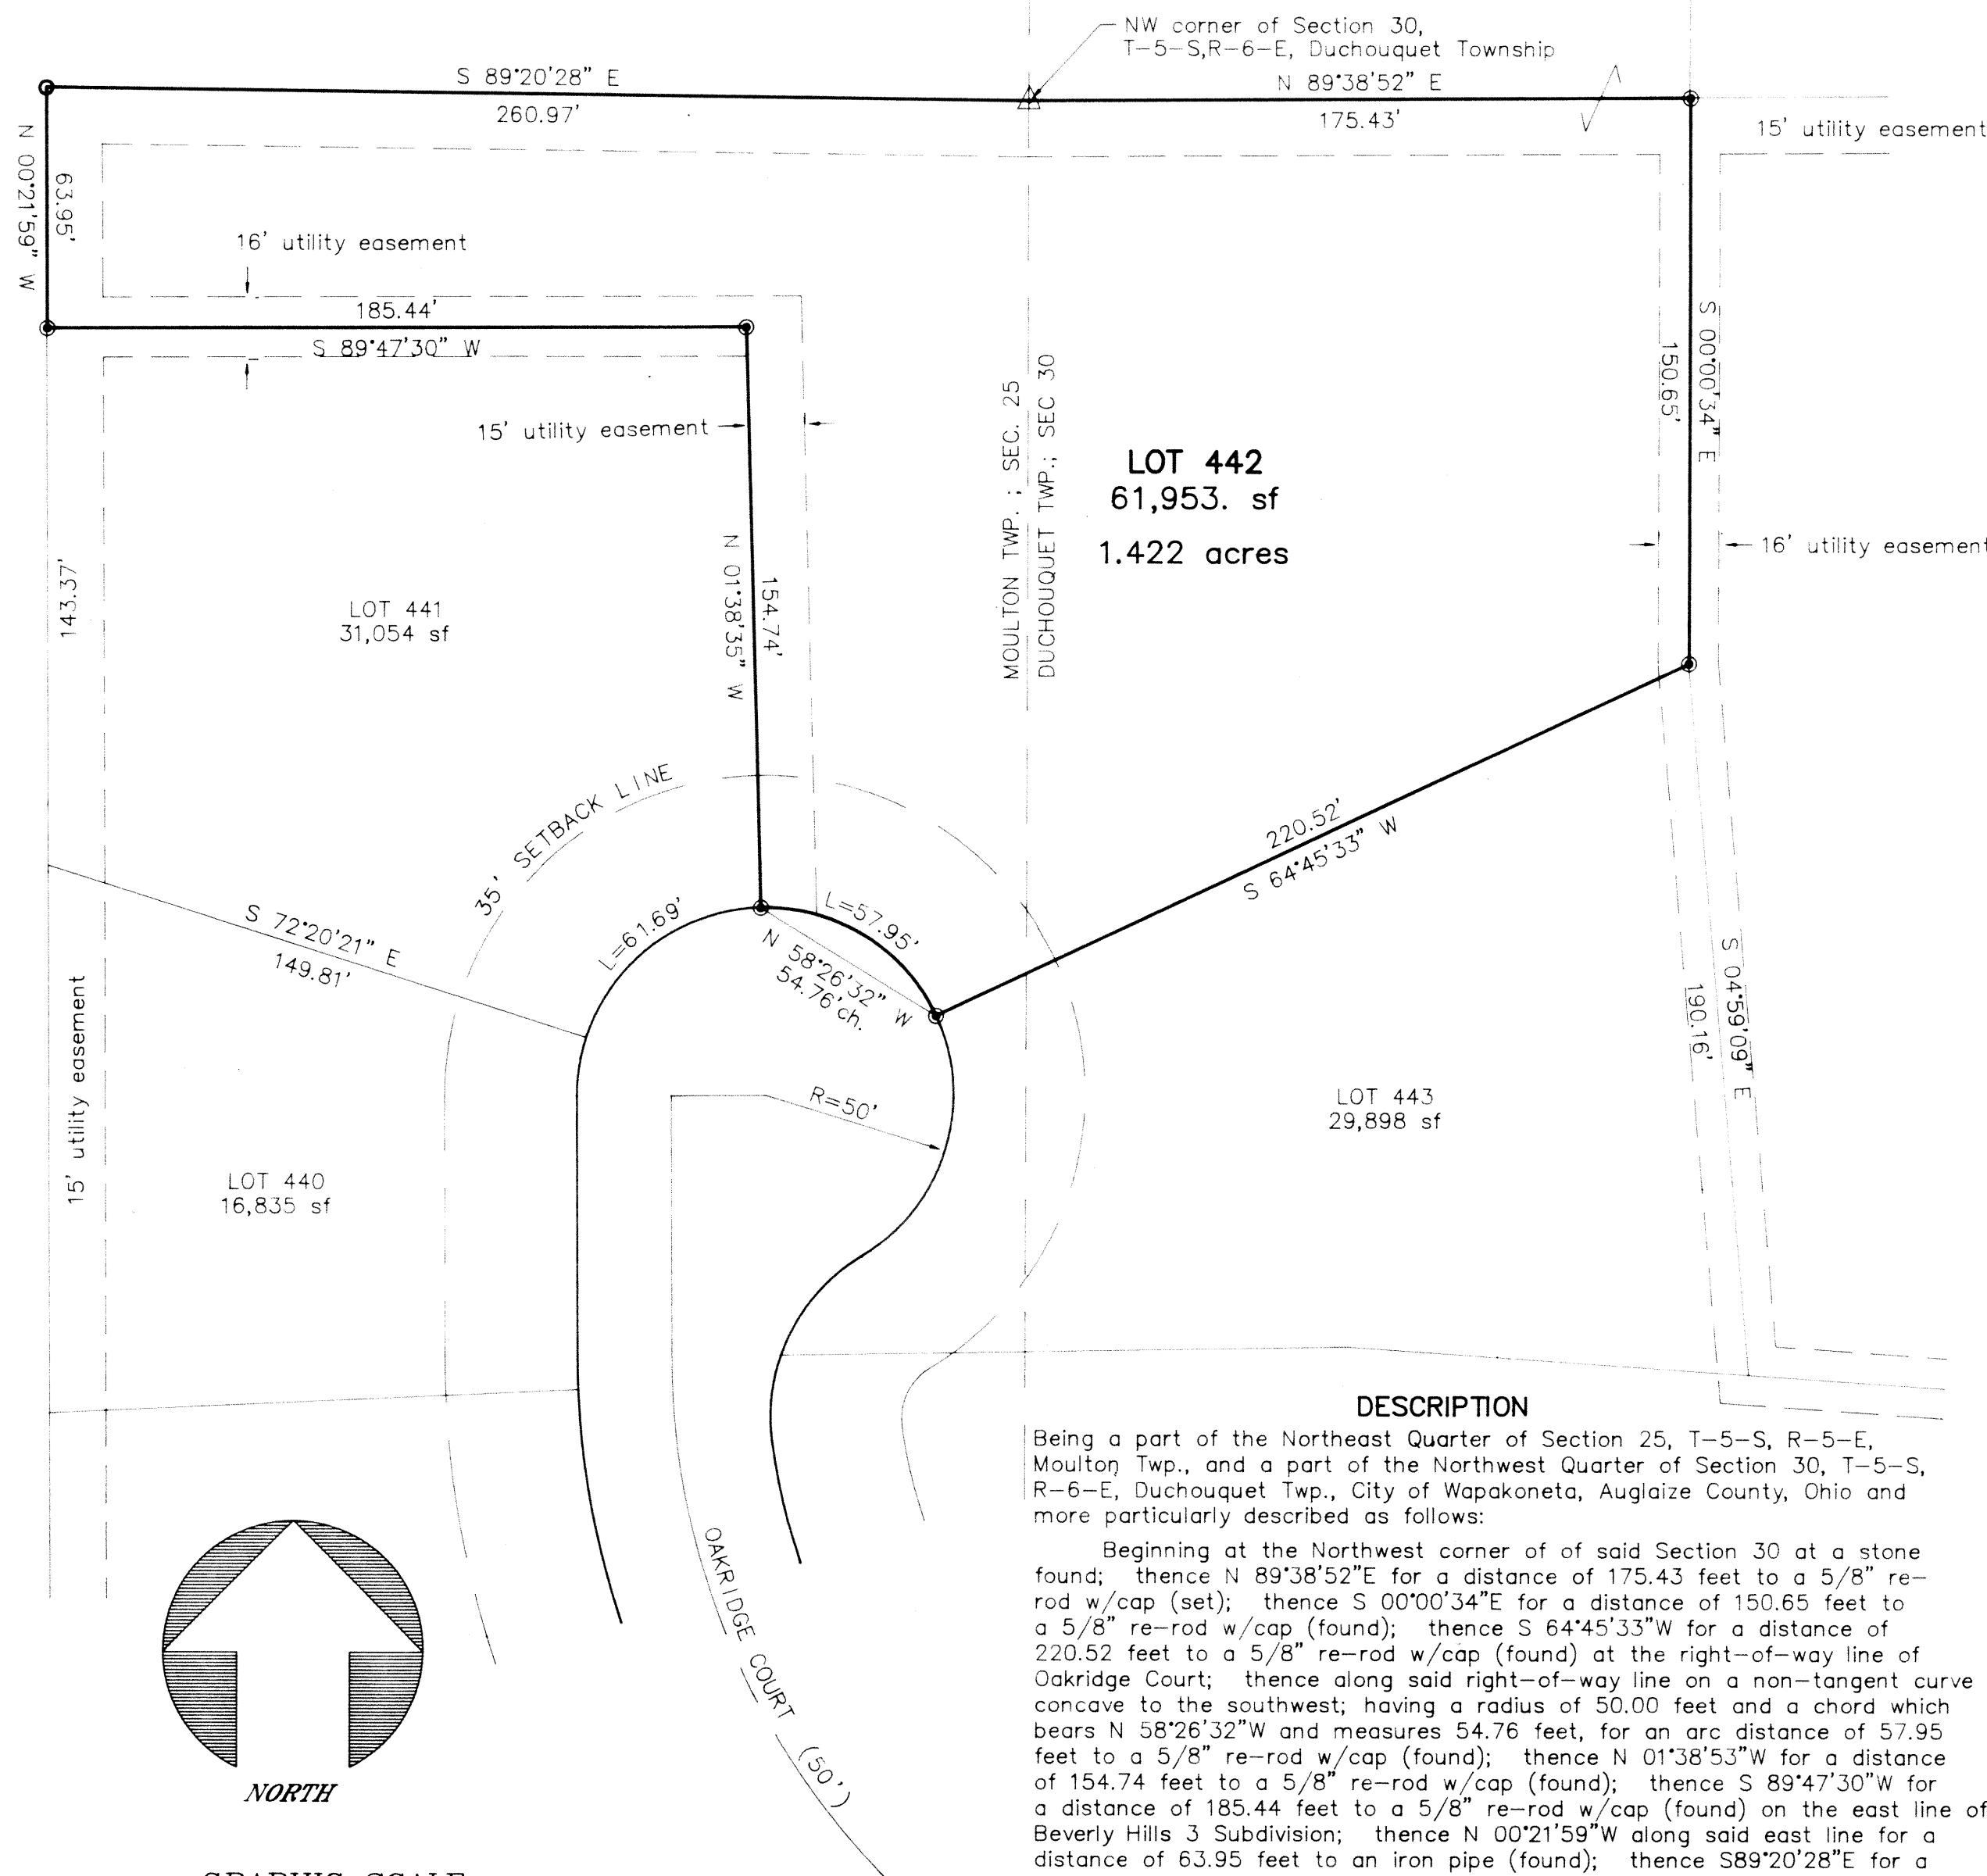 NW corner of Section 30,
T-5-S,R-6-E, Duchouquet Township
S 89°20'28" E
260.97'
N 89°38'52" E
175.43'
15' utility easement
N 00°21'59" W
63.95'
16' utility easement
185.44'
S 89°47'30" W
15' utility easement
S 00°00'34" E
150.65'
MOULTON TWP. ; SEC. 25
DUCHOUQUET TWP.; SEC 30
LOT 442
61,953. sf
1.422 acres
16' utility easement
143.37'
LOT 441
31,054 sf
N 01°38'35" W
154.74'
35' SETBACK LINE
220.52'
S 64°45'33" W
S 72°20'21" E
149.81'
L=61.69'
L=57.95'
N 58°26'32" W
54.76'ch.
S 04°59'09" E
190.16'
15' utility easement
R=50'
LOT 443
29,898 sf
LOT 440
16,835 sf
OAKRIDGE COURT (50')
NORTH
GRAPHIC SCALE
DESCRIPTION
Being a part of the Northeast Quarter of Section 25, T-5-S, R-5-E,
Moulton Twp., and a part of the Northwest Quarter of Section 30, T-5-S,
R-6-E, Duchouquet Twp., City of Wapakoneta, Auglaize County, Ohio and
more particularly described as follows:
Beginning at the Northwest corner of of said Section 30 at a stone
found; thence N 89°38'52"E for a distance of 175.43 feet to a 5/8" re-
rod w/cap (set); thence S 00°00'34"E for a distance of 150.65 feet to
a 5/8" re-rod w/cap (found); thence S 64°45'33"W for a distance of
220.52 feet to a 5/8" re-rod w/cap (found) at the right-of-way line of
Oakridge Court; thence along said right-of-way line on a non-tangent curve
concave to the southwest; having a radius of 50.00 feet and a chord which
bears N 58°26'32"W and measures 54.76 feet, for an arc distance of 57.95
feet to a 5/8" re-rod w/cap (found); thence N 01°38'53"W for a distance
of 154.74 feet to a 5/8" re-rod w/cap (found); thence S 89°47'30"W for
a distance of 185.44 feet to a 5/8" re-rod w/cap (found) on the east line of
Beverly Hills 3 Subdivision; thence N 00°21'59"W along said east line for a
distance of 63.95 feet to an iron pipe (found); thence S89°20'28"E for a